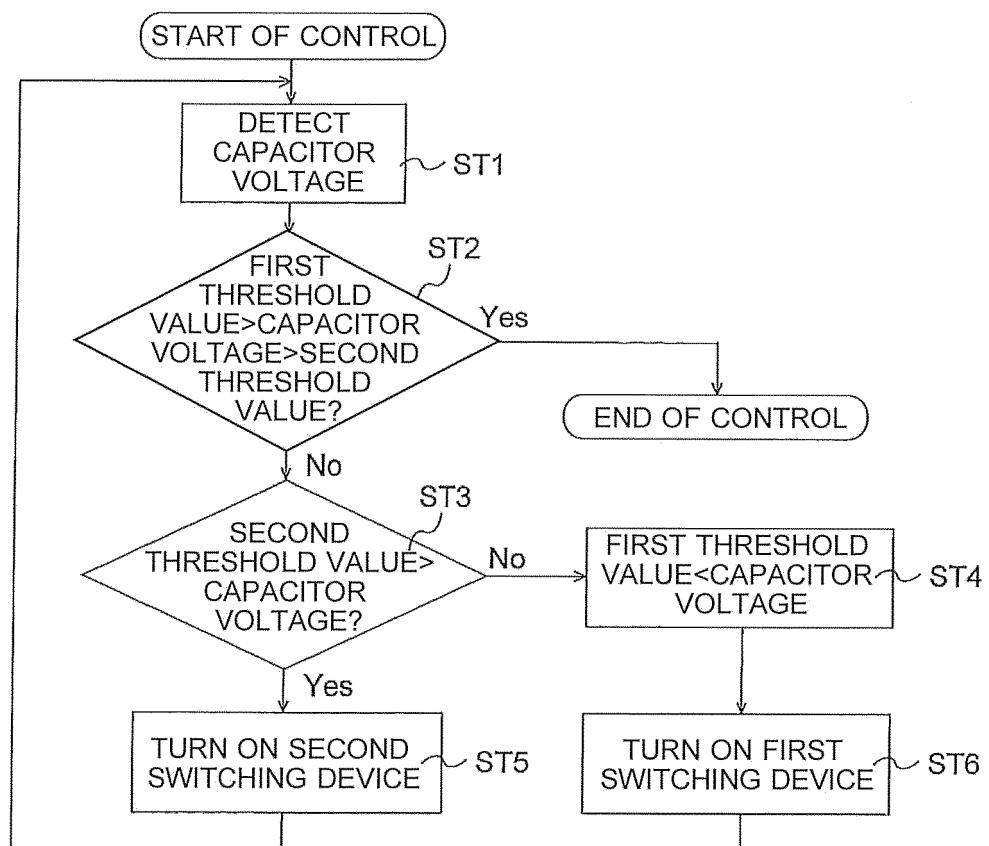 START OF CONTROL
DETECT
CAPACITOR
VOLTAGE
ST1
FIRST
THRESHOLD
VALUE>CAPACITOR
VOLTAGE>SECOND
THRESHOLD
VALUE?
ST2
Yes
END OF CONTROL
No
SECOND
THRESHOLD VALUE>
CAPACITOR
VOLTAGE?
ST3
No
FIRST THRESHOLD
VALUE<CAPACITOR
VOLTAGE
ST4
Yes
TURN ON SECOND
SWITCHING DEVICE
ST5
TURN ON FIRST
SWITCHING DEVICE
ST6